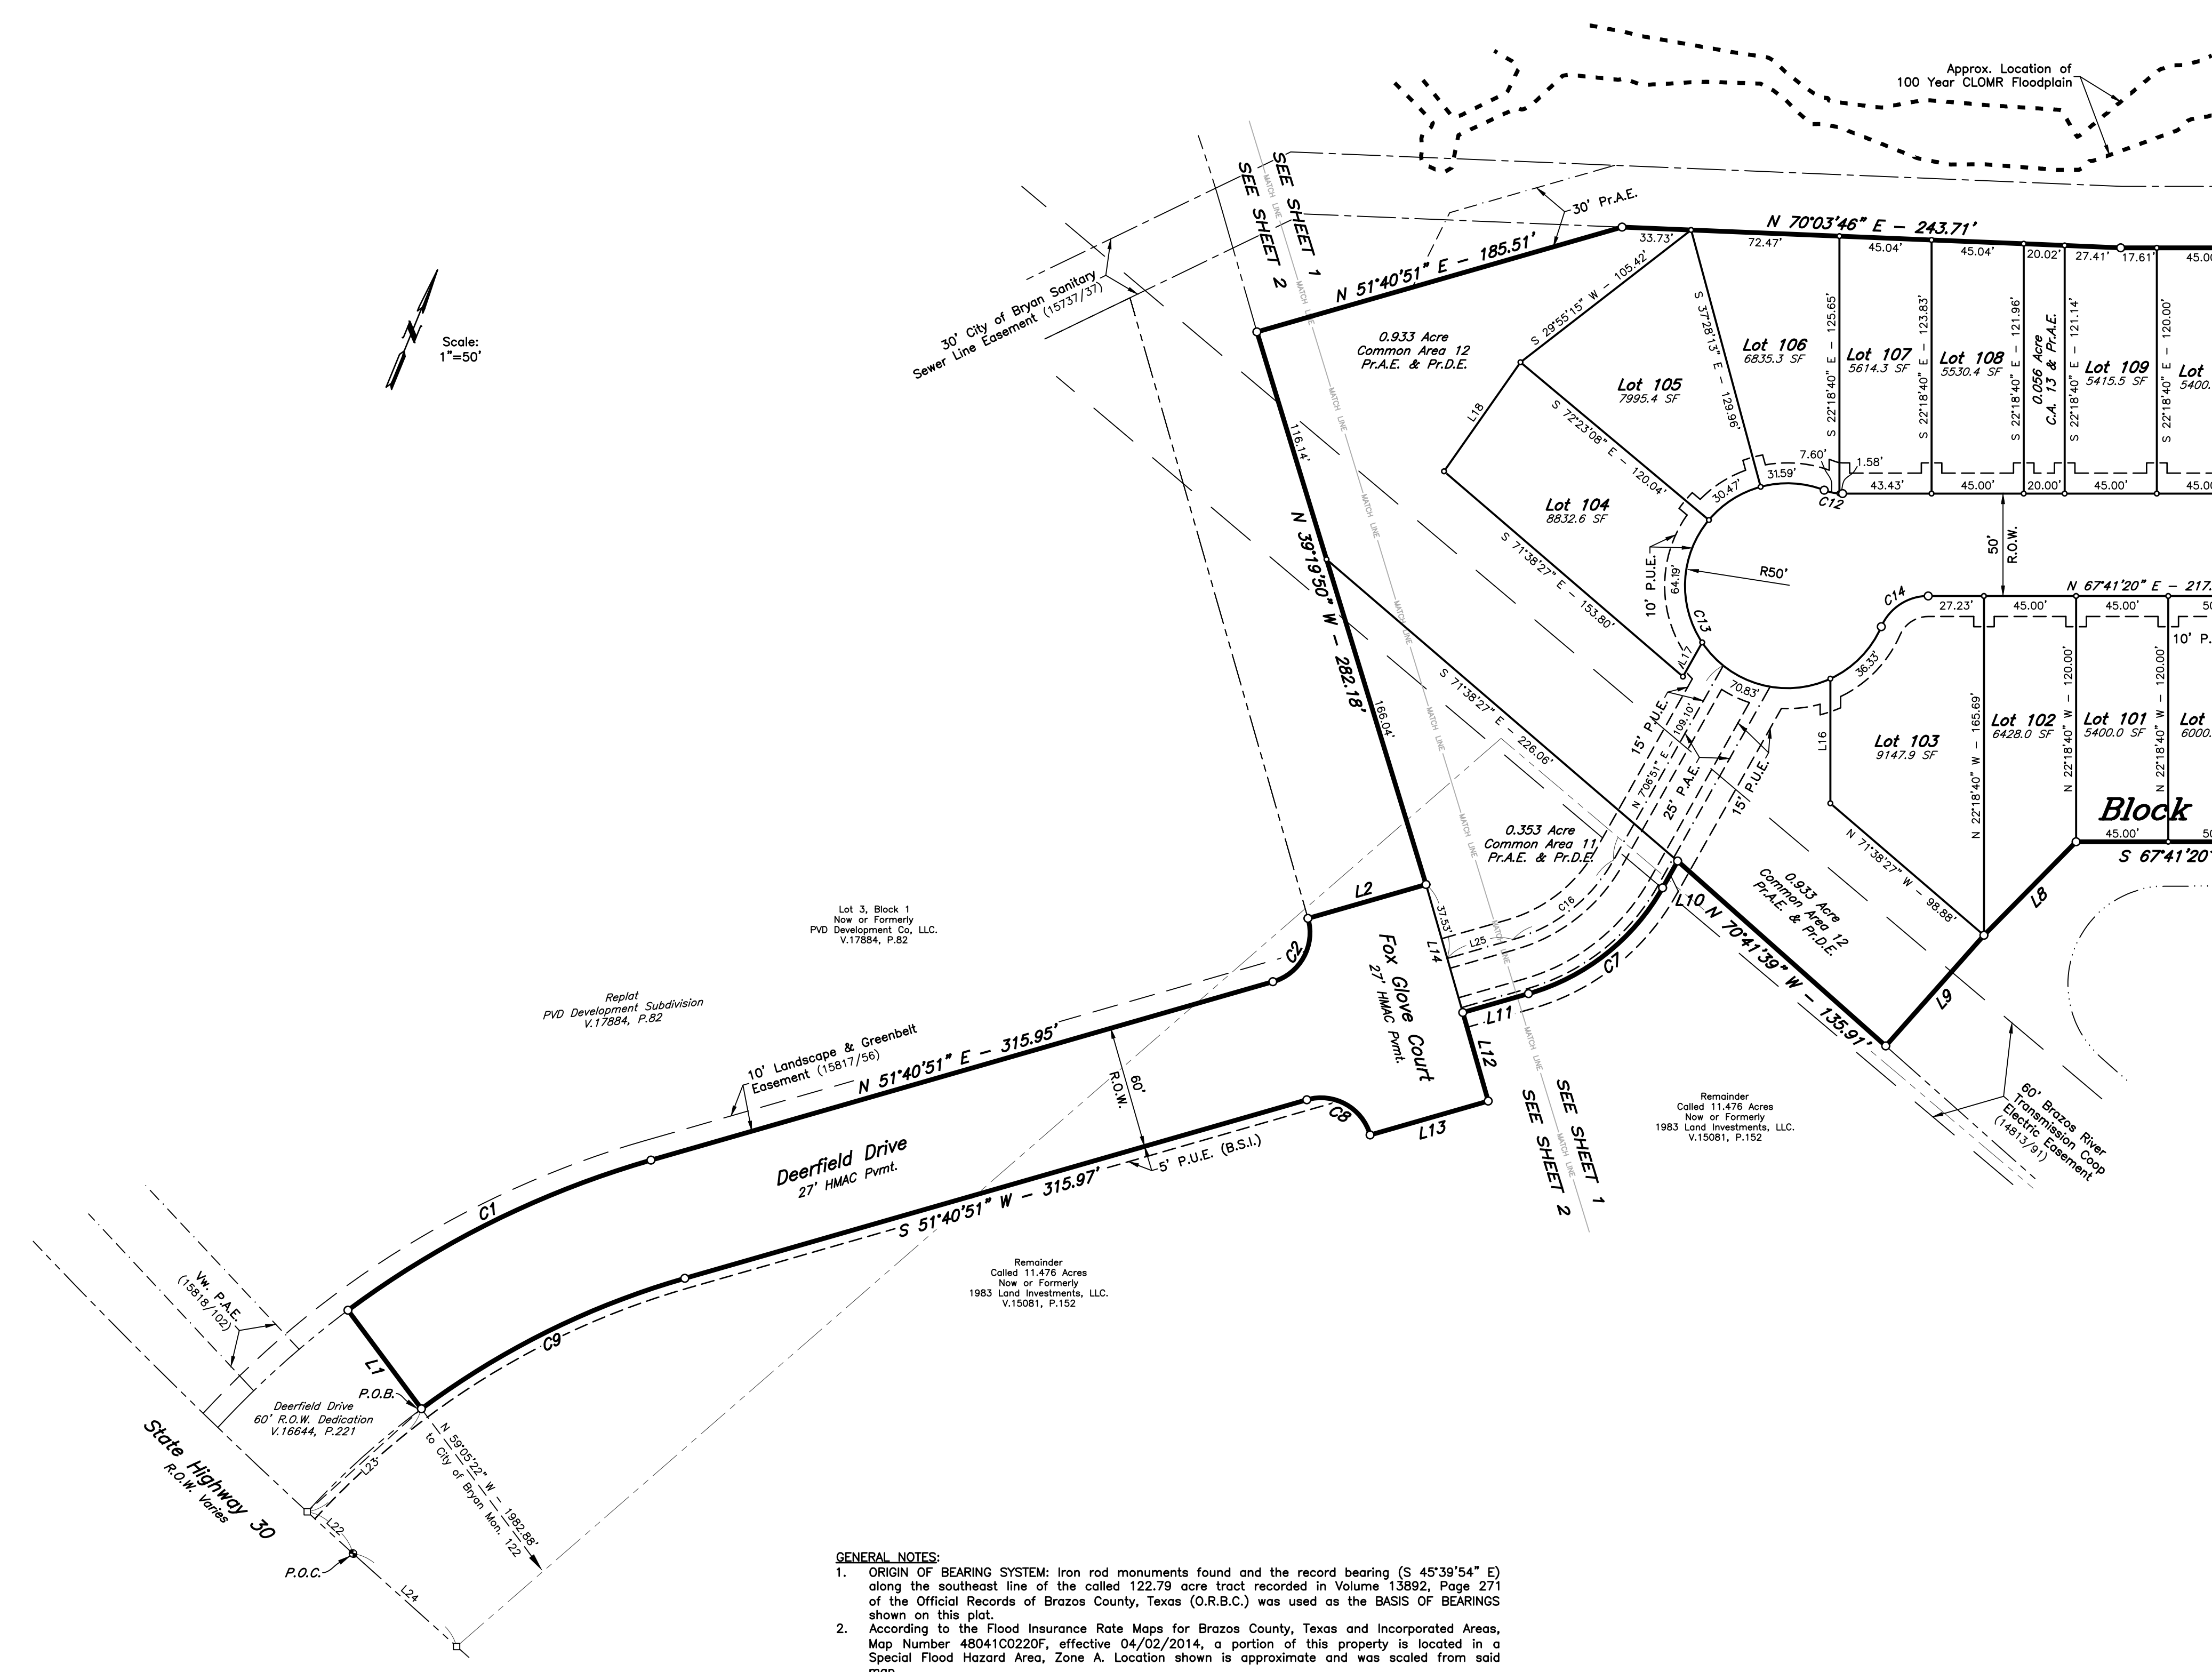 Approx. Location of
100 Year CLOMR Floodplain
SEE SHEET 1
SEE SHEET 2
MATCH LINE
30' Pr.A.E.
N 70°03'46" E - 243.71'
33.73'
72.47'
45.04'
45.04'
20.02'
27.41'
17.61'
45.00
N 51°40'51" E - 185.51'
30' City of Bryan Sanitary
Sewer Line Easement (15737/37)
Scale:
1"=50'
N
0.933 Acre
Common Area 12
Pr.A.E. & Pr.D.E.
S 29°55'15" W - 105.42'
S 37°28'13" E - 129.96'
Lot 106
6835.3 SF
S 22°18'40" E - 125.65'
Lot 107
5614.3 SF
S 22°18'40" E - 123.83'
Lot 108
5530.4 SF
S 22°18'40" E - 121.96'
0.056 Acre
C.A. 13 & Pr.A.E.
S 22°18'40" E - 121.14'
Lot 109
5415.5 SF
S 22°18'40" E - 120.00'
Lot
5400.
Lot 105
7995.4 SF
L18
S 72°23'08" E - 120.04'
116.14'
7.60'
1.58'
31.59'
30.47'
C12
43.43'
45.00'
20.00'
45.00'
45.00
Lot 104
8832.6 SF
S 71°38'27" E - 153.80'
N 39°19'50" W - 282.18'
10' P.U.E.
64.19'
R50'
50'
R.O.W.
C13
C14
N 67°41'20" E - 217.
27.23'
45.00'
45.00'
50
10' P.
L17
36.33'
70.83'
L16
S 71°38'27" E - 226.06'
166.04'
15' P.U.E.
109.10'
N 7°06'51" E
25' P.A.E.
15' P.U.E.
Lot 103
9147.9 SF
N 22°18'40" W - 165.69'
Lot 102
6428.0 SF
N 22°18'40" W - 120.00'
Lot 101
5400.0 SF
N 22°18'40" W - 120.00'
Lot
6000.
Block
45.00'
50
S 67°41'20"
N 71°38'27" W - 98.88'
0.353 Acre
Common Area 11
Pr.A.E. & Pr.D.E.
0.933 Acre
Common Area 12
Pr.A.E. & Pr.D.E.
L8
L9
L10
N 70°41'39" W - 135.91'
L2
C2
37.53'
L14
L25
C16
C7
L11
L12
L13
C8
Fox Glove Court
27' HMAC Pvmt.
Lot 3, Block 1
Now or Formerly
PVD Development Co, LLC.
V.17884, P.82
Replat
PVD Development Subdivision
V.17884, P.82
10' Landscape & Greenbelt
Easement (15817/56)
N 51°40'51" E - 315.95'
60'
R.O.W.
Deerfield Drive
27' HMAC Pvmt.
5' P.U.E. (B.S.I.)
S 51°40'51" W - 315.97'
SEE SHEET 1
SEE SHEET 2
Remainder
Called 11.476 Acres
Now or Formerly
1983 Land Investments, LLC.
V.15081, P.152
60' Brazos River
Transmission Coop
Electric Easement
(14813/91)
Remainder
Called 11.476 Acres
Now or Formerly
1983 Land Investments, LLC.
V.15081, P.152
C1
C9
L1
Vw. P.A.E.
(15818/102)
P.O.B.
Deerfield Drive
60' R.O.W. Dedication
V.16644, P.221
N 59°05'22" W - 1982.88'
to City of Bryan Mon. 122
L23
State Highway 30
R.O.W. Varies
L22
P.O.C.
L24
GENERAL NOTES:
1. ORIGIN OF BEARING SYSTEM: Iron rod monuments found and the record bearing (S 45°39'54" E)
along the southeast line of the called 122.79 acre tract recorded in Volume 13892, Page 271
of the Official Records of Brazos County, Texas (O.R.B.C.) was used as the BASIS OF BEARINGS
shown on this plat.
2. According to the Flood Insurance Rate Maps for Brazos County, Texas and Incorporated Areas,
Map Number 48041C0220F, effective 04/02/2014, a portion of this property is located in a
Special Flood Hazard Area, Zone A. Location shown is approximate and was scaled from said
map.